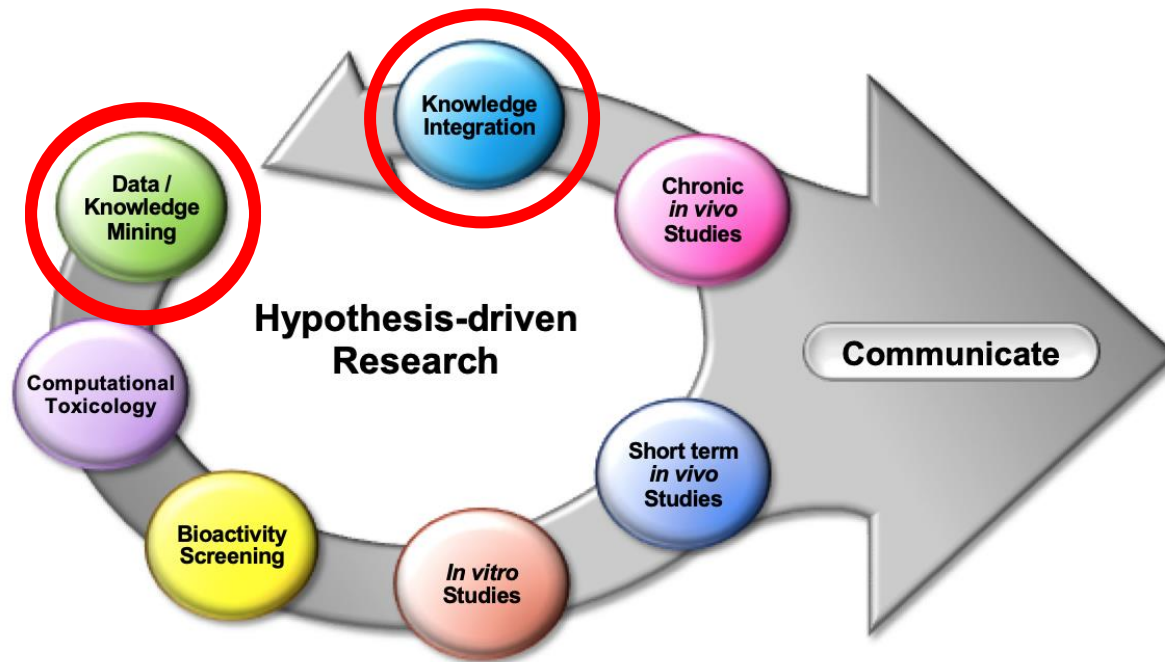 Knowledge
Integration
Data /
Knowledge
Mining
Chronic
in vivo
Studies
Hypothesis-driven
Research
Communicate
Computational
Toxicology
Short term
in vivo
Studies
Bioactivity
Screening
In vitro
Studies